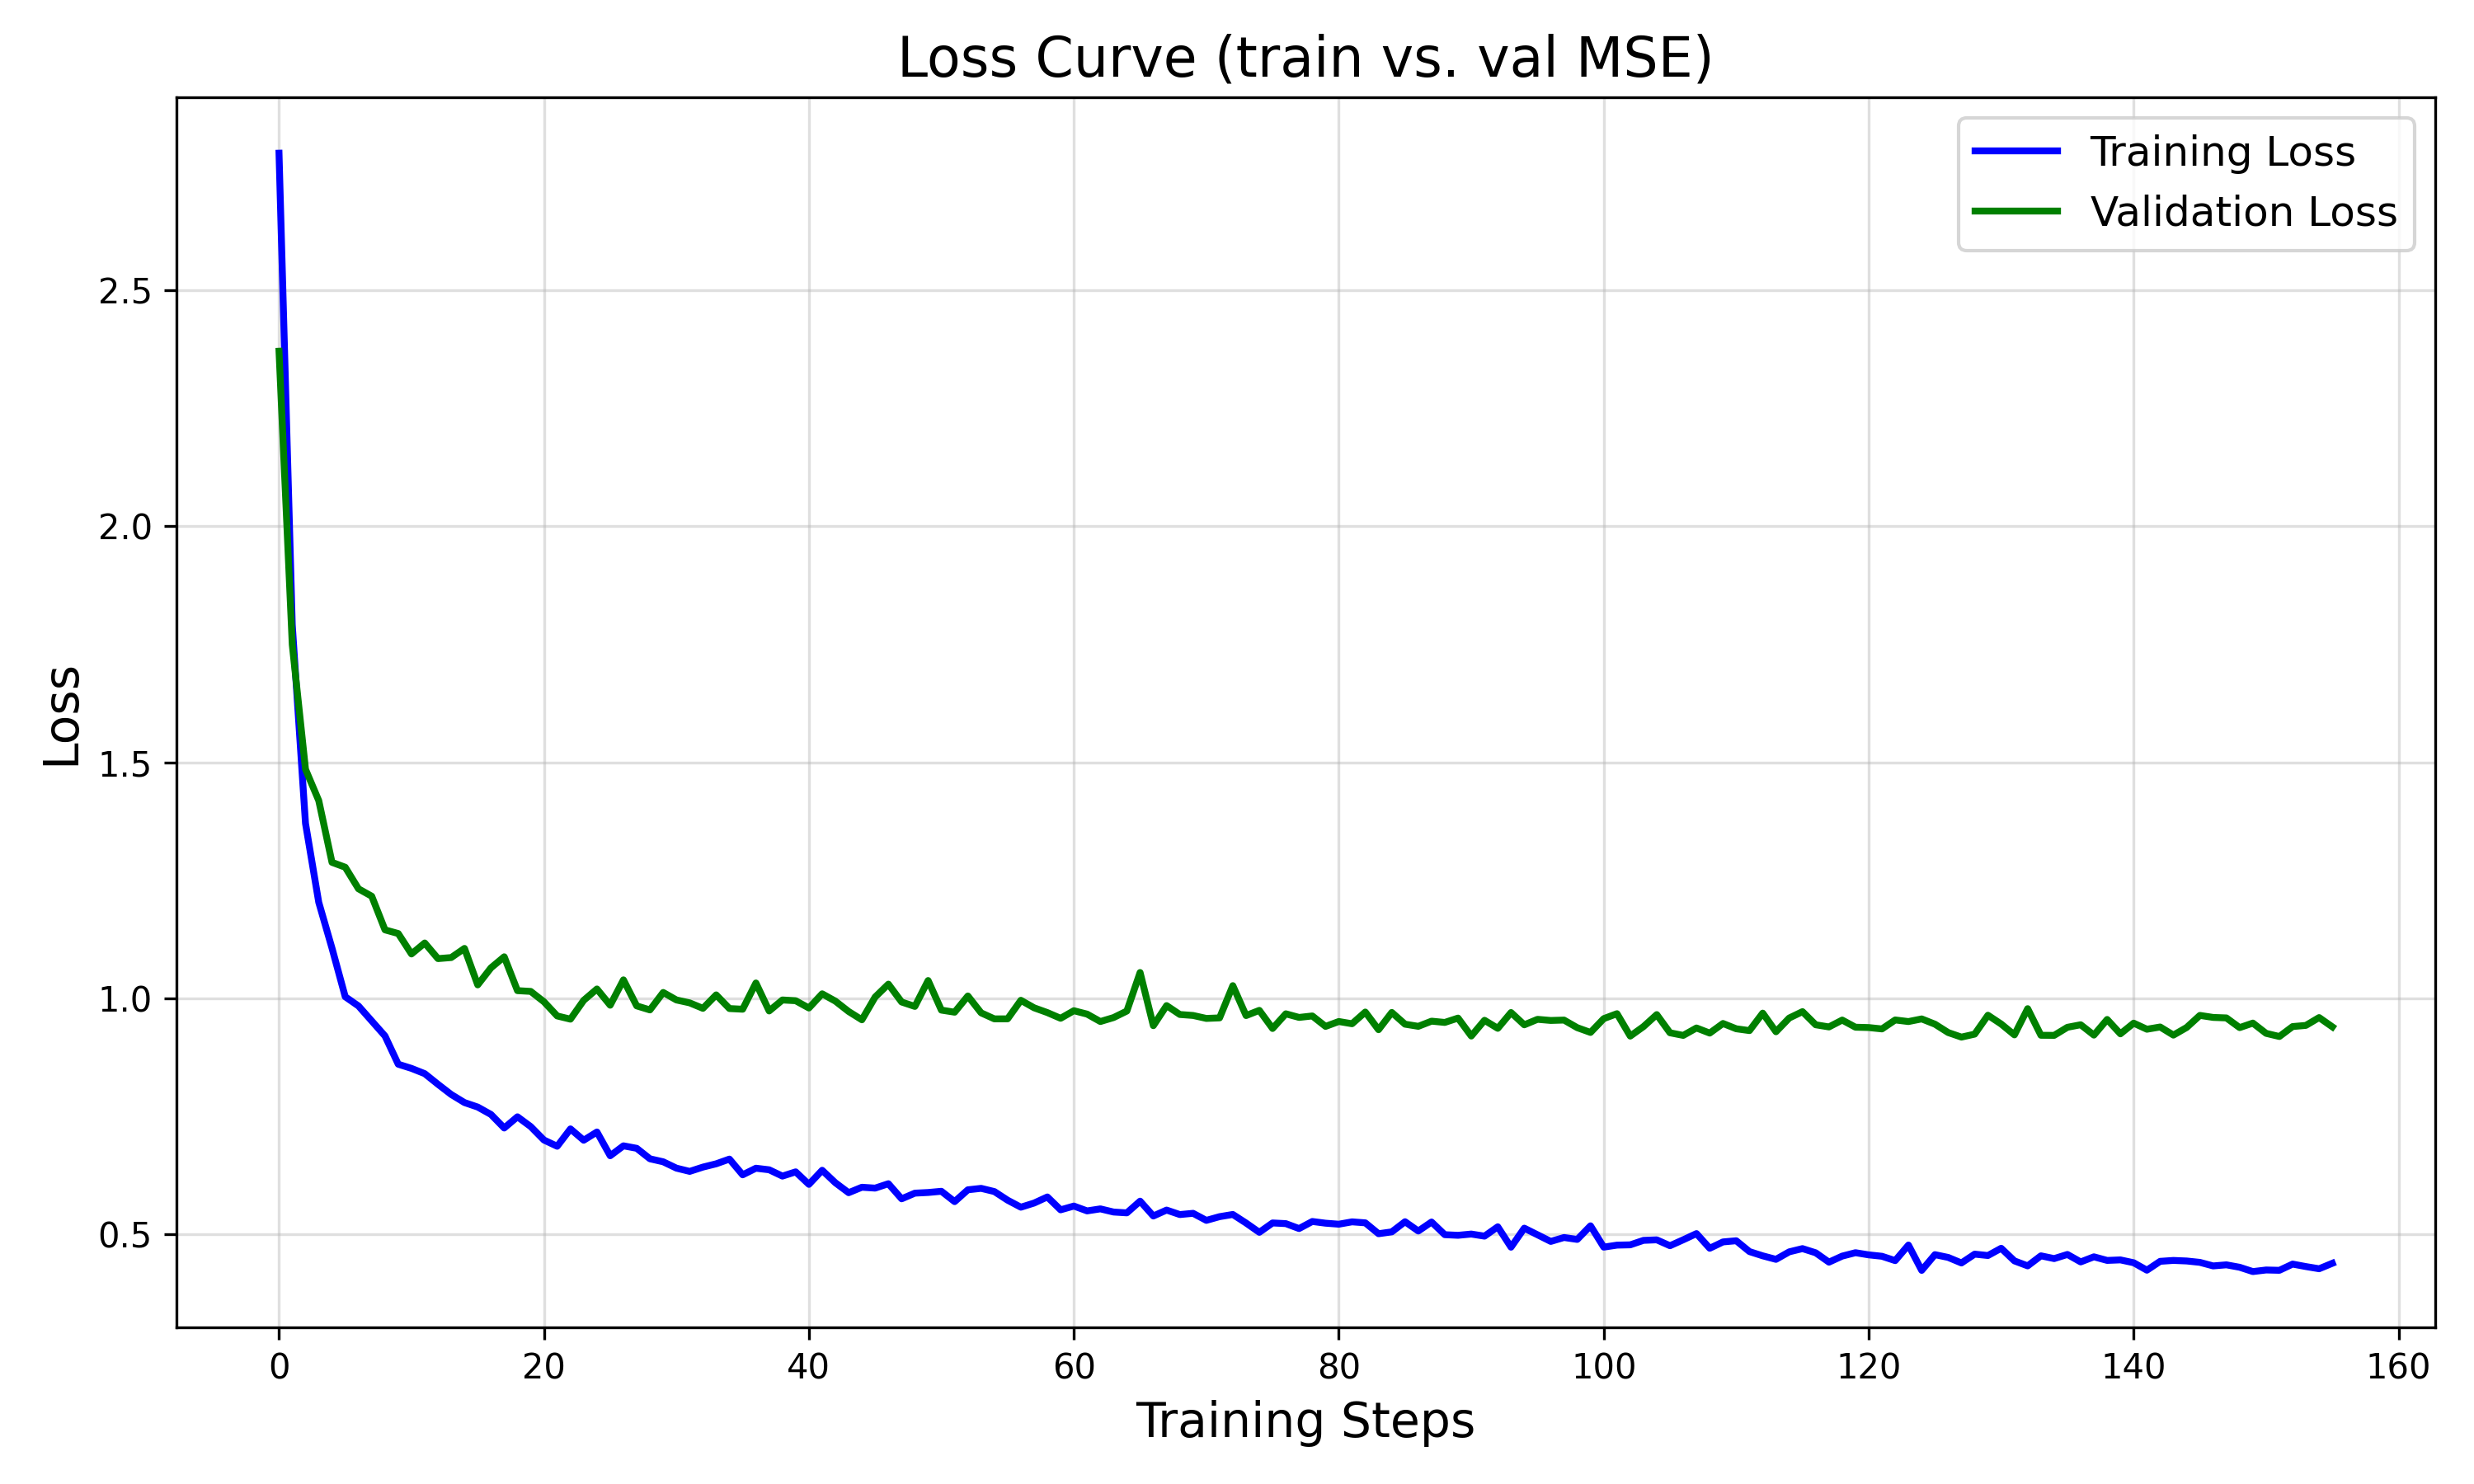 Loss Curve (train vs. val MSE)
Training Loss
Validation Loss
2.5
2.0
1.5
1.0
0.5
Loss
0 20 40 60 80 100 120 140 160
Training Steps